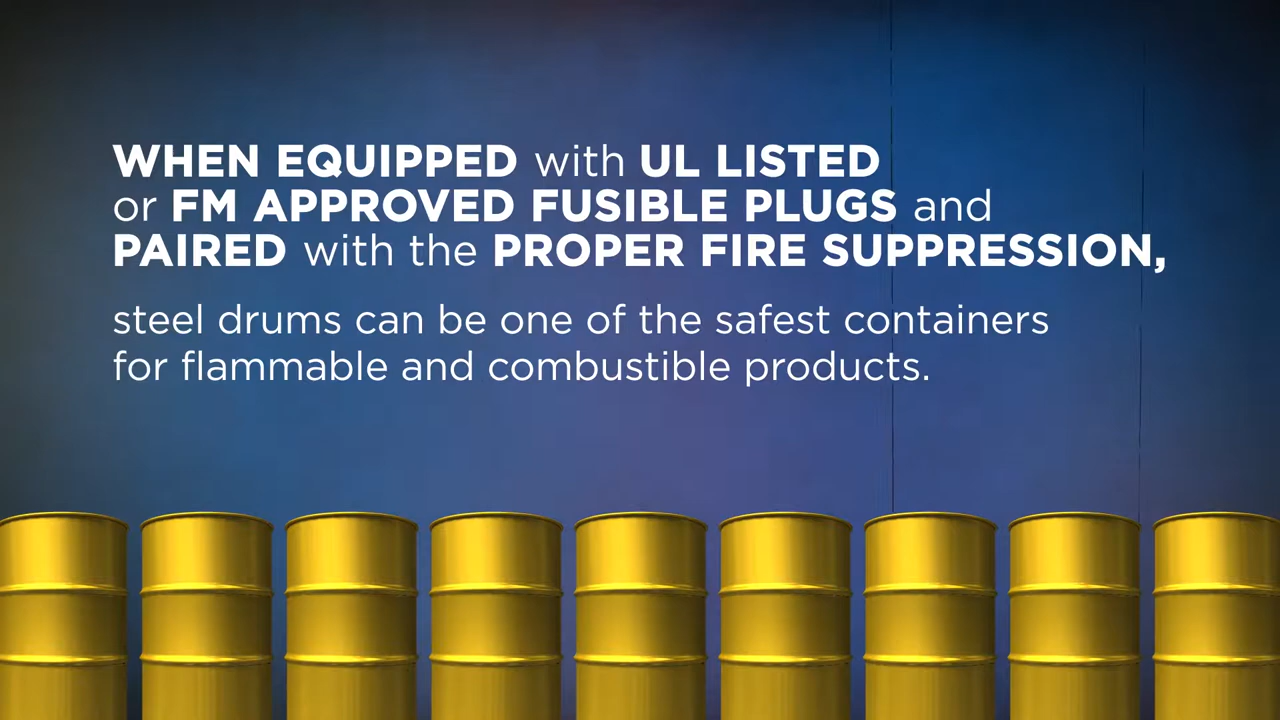 WHEN EQUIPPED with UL LISTED
or FM APPROVED FUSIBLE PLUGS and
PAIRED with the PROPER FIRE SUPPRESSION,
steel drums can be one of the safest containers
for flammable and combustible products.